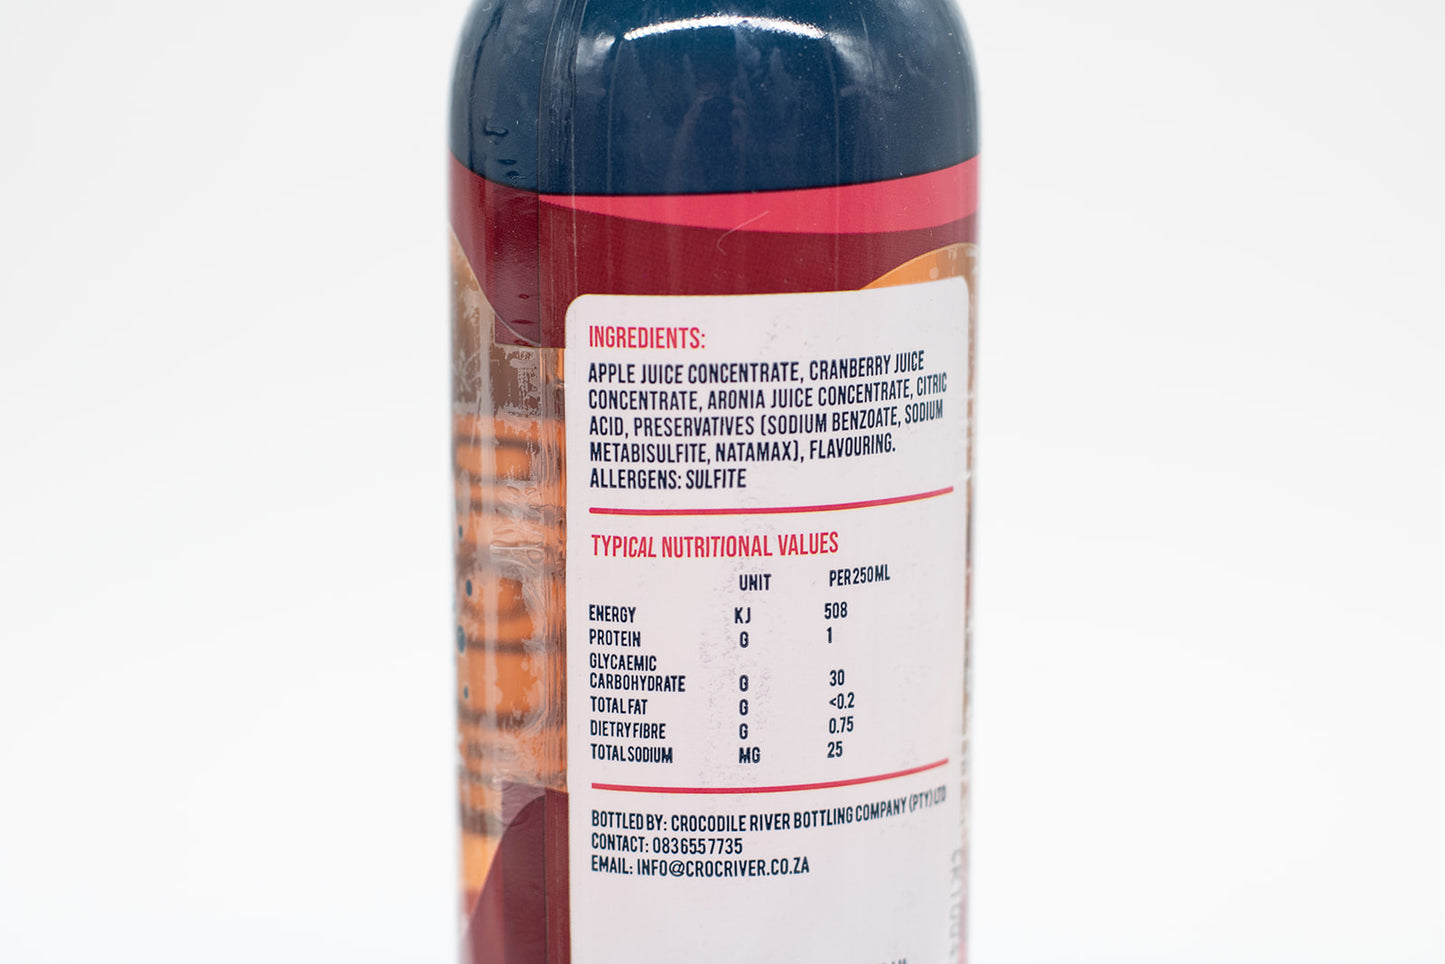 INGREDIENTS:
APPLE JUICE CONCENTRATE, CRANBERRY JUICE
CONCENTRATE, ARONIA JUICE CONCENTRATE, CITRIC
ACID, PRESERVATIVES (SODIUM BENZOATE, SODIUM
METABISULFITE, NATAMAX), FLAVOURING.
ALLERGENS: SULFITE
TYPICAL NUTRITIONAL VALUES
UNIT PER 250ML
ENERGY KJ 508
PROTEIN G 1
GLYCAEMIC
CARBOHYDRATE G 30
TOTAL FAT G <0.2
DIETRY FIBRE G 0.75
TOTAL SODIUM MG 25
BOTTLED BY: CROCODILE RIVER BOTTLING COMPANY (PTY) LTD
CONTACT: 0836557735
EMAIL: INFO@CROCRIVER.CO.ZA